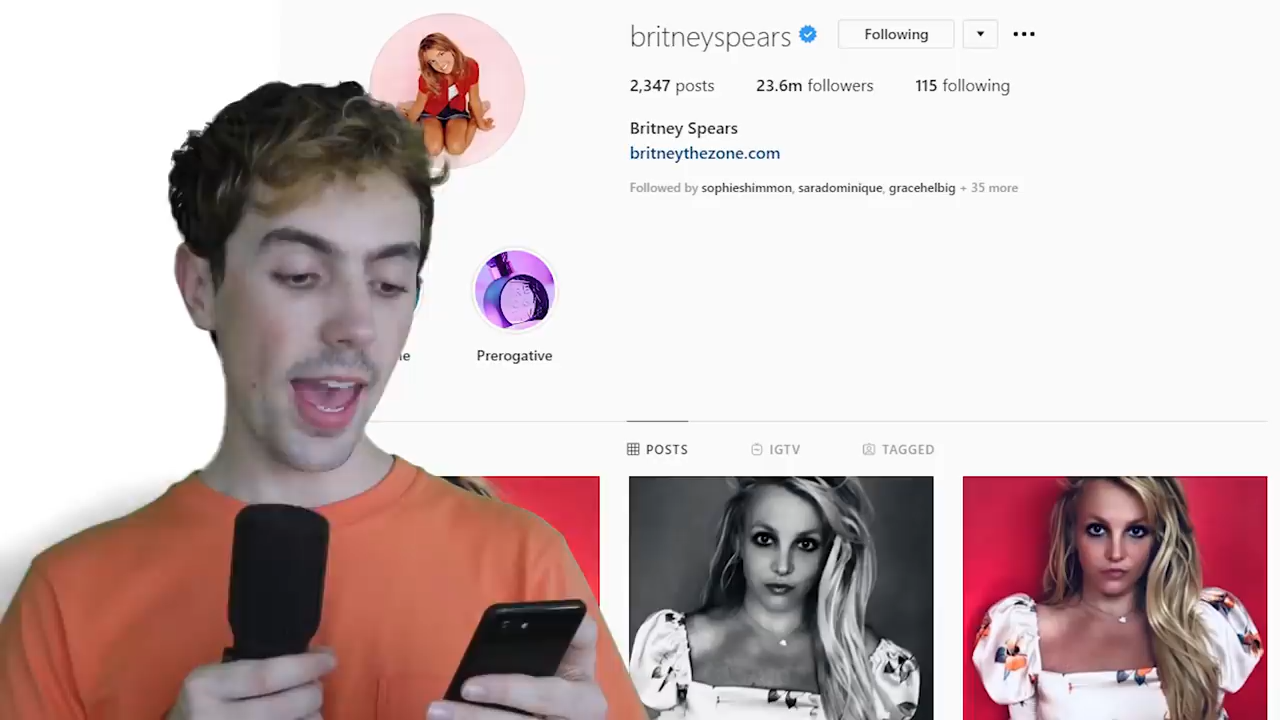 britneyspears Following
2,347 posts 23.6m followers 115 following
Britney Spears
britneythezone.com
Followed by sophieshimmon, saradominique, gracehelbig + 35 more
Prerogative
POSTS IGTV TAGGED